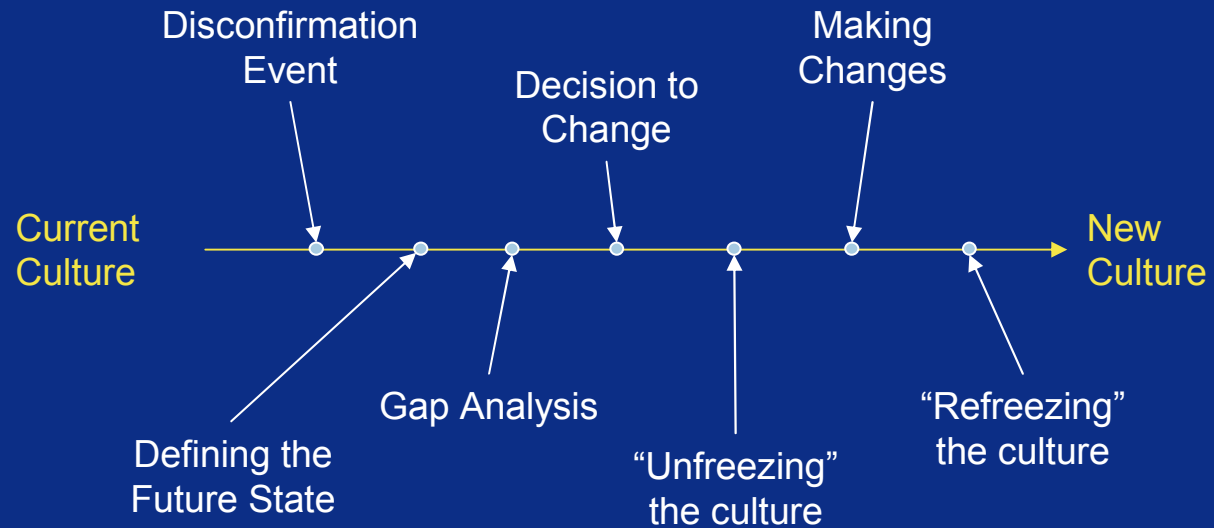 Disconfirmation
Event
Making
Changes
Decision to
Change
Current
Culture
New
Culture
Gap Analysis
“Refreezing”
the culture
Defining the
Future State
“Unfreezing”
the culture